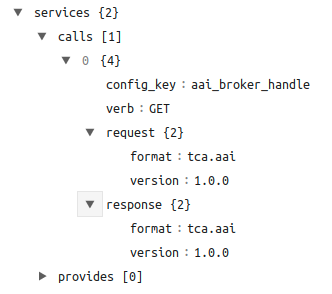 services {2}
calls [1]
0 {4}
config_key : aai_broker_handle
verb : GET
request {2}
format : tca.aai
version : 1.0.0
response {2}
format : tca.aai
version : 1.0.0
provides [0]